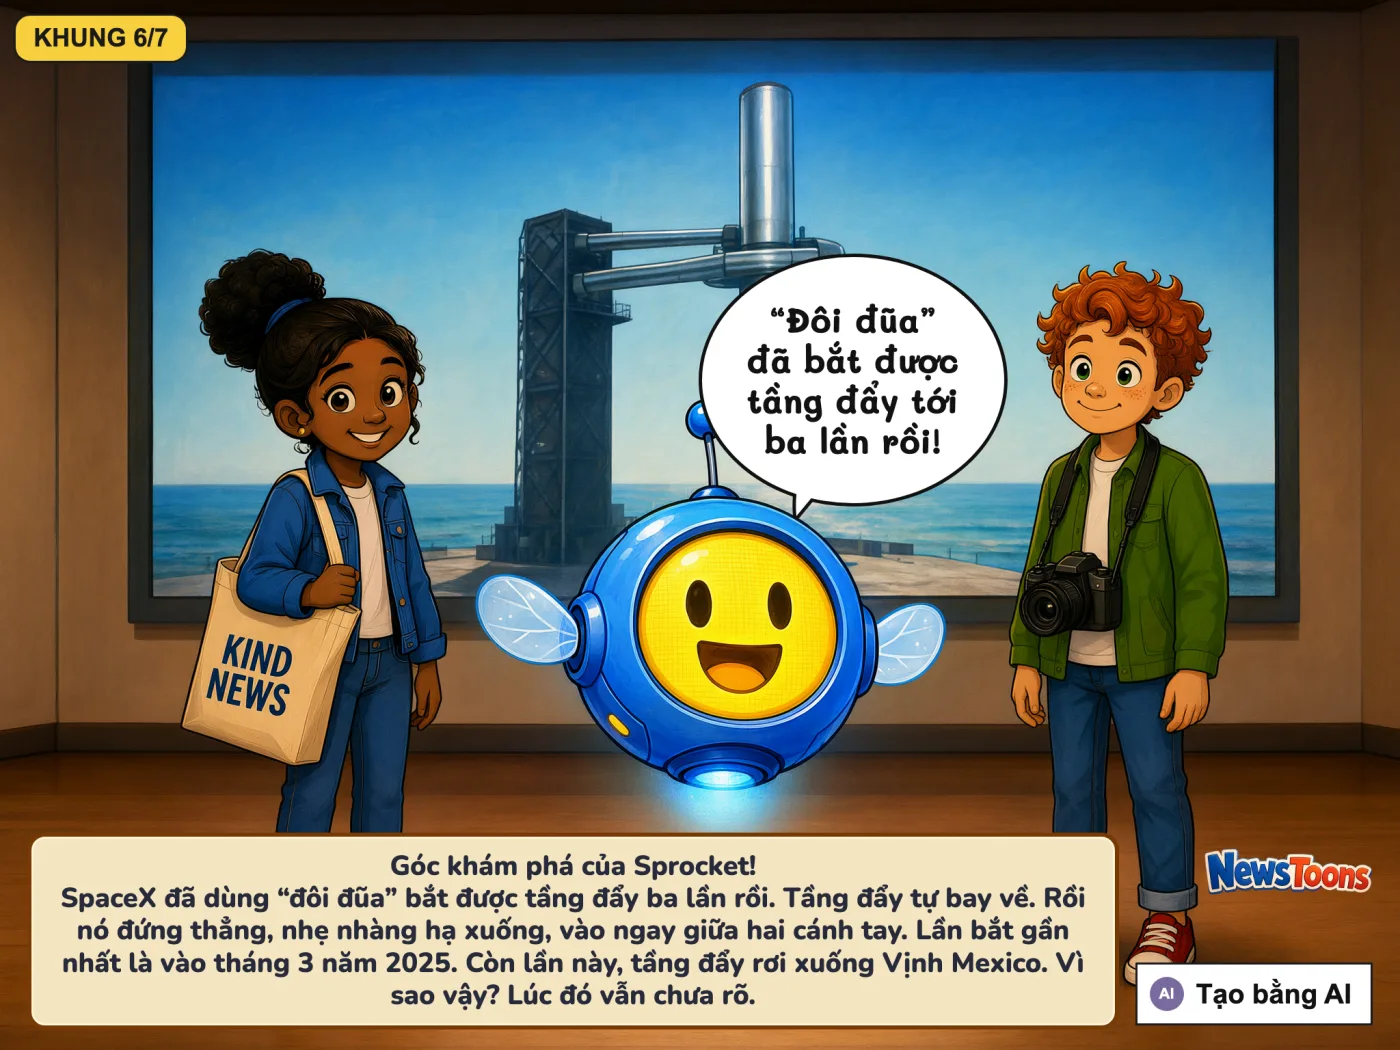 KHUNG 6/7
“Đôi đũa”
đã bắt được
tầng đẩy tới
ba lần rồi!
KIND
NEWS
Góc khám phá của Sprocket!
SpaceX đã dùng “đôi đũa” bắt được tầng đẩy ba lần rồi. Tầng đẩy tự bay về. Rồi
nó đứng thẳng, nhẹ nhàng hạ xuống, vào ngay giữa hai cánh tay. Lần bắt gần
nhất là vào tháng 3 năm 2025. Còn lần này, tầng đẩy rơi xuống Vịnh Mexico. Vì
sao vậy? Lúc đó vẫn chưa rõ.
NewsToons
AI Tạo bằng AI